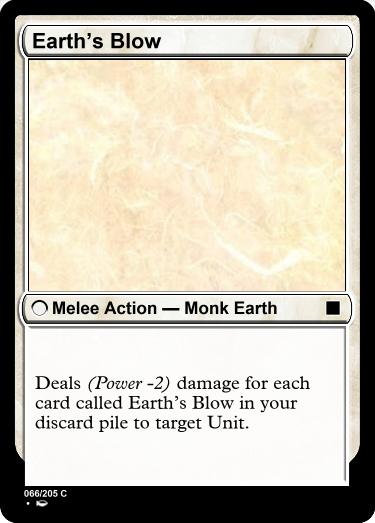 Earth's Blow
Melee Action — Monk Earth
Deals (Power -2) damage for each
card called Earth's Blow in your
discard pile to target Unit.
066/205 C